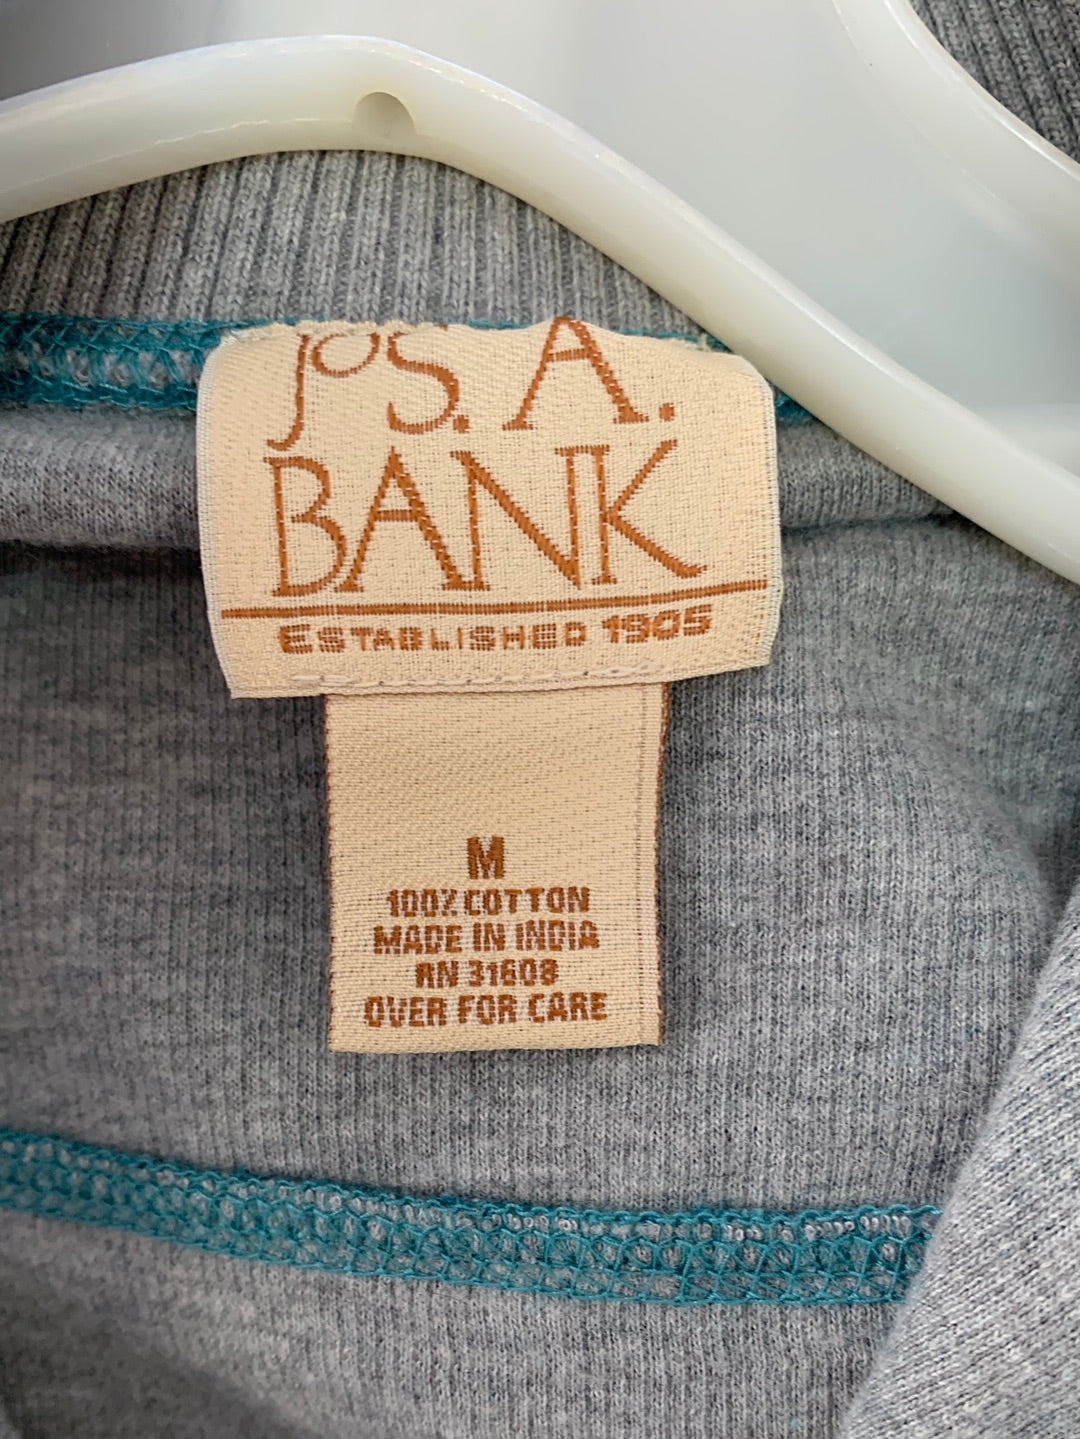 JOS. A.
BANK
ESTABLISHED 1905
M
100% COTTON
MADE IN INDIA
RN 31608
OVER FOR CARE